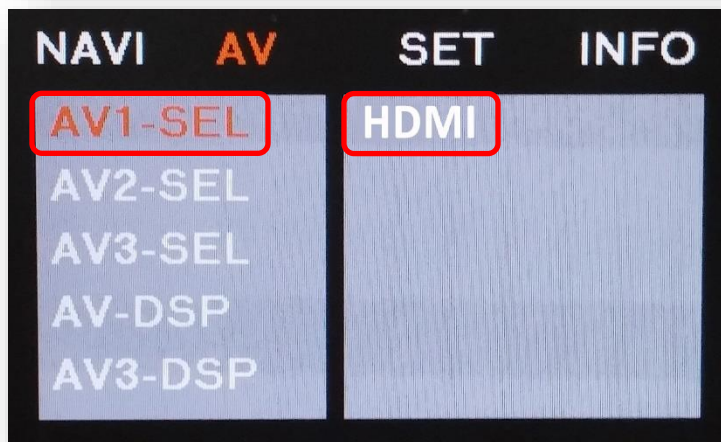 NAVI AV SET INFO
AV1-SEL HDMI
AV2-SEL
AV3-SEL
AV-DSP
AV3-DSP